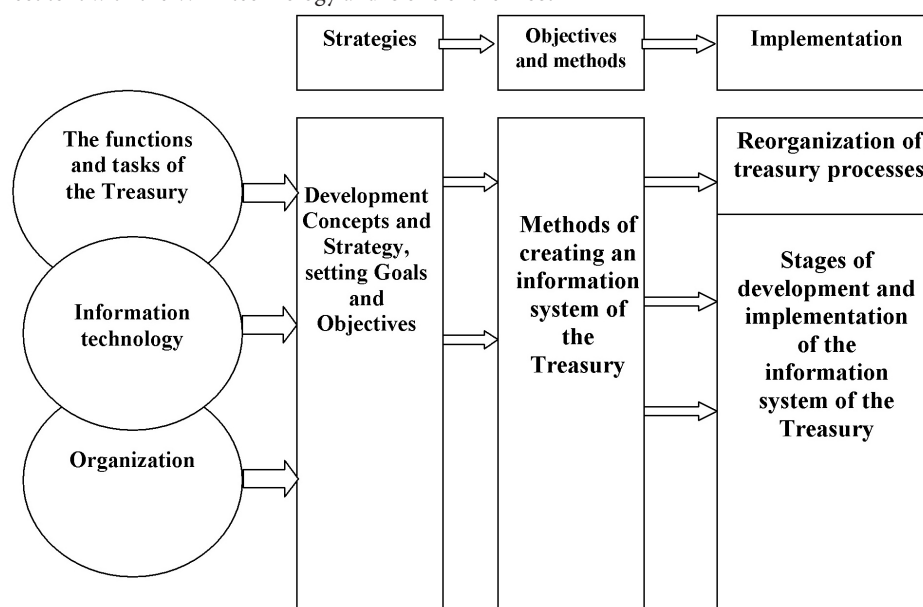 Strategies
Objectives
and methods
Implementation
The functions
and tasks of
the Treasury
Information
technology
Organization
Development
Concepts and
Strategy,
setting Goals
and
Objectives
Methods of
creating an
information
system of
the
Treasury
Reorganization of
treasury processes
Stages of
development and
implementation
of the
information
system of the
Treasury